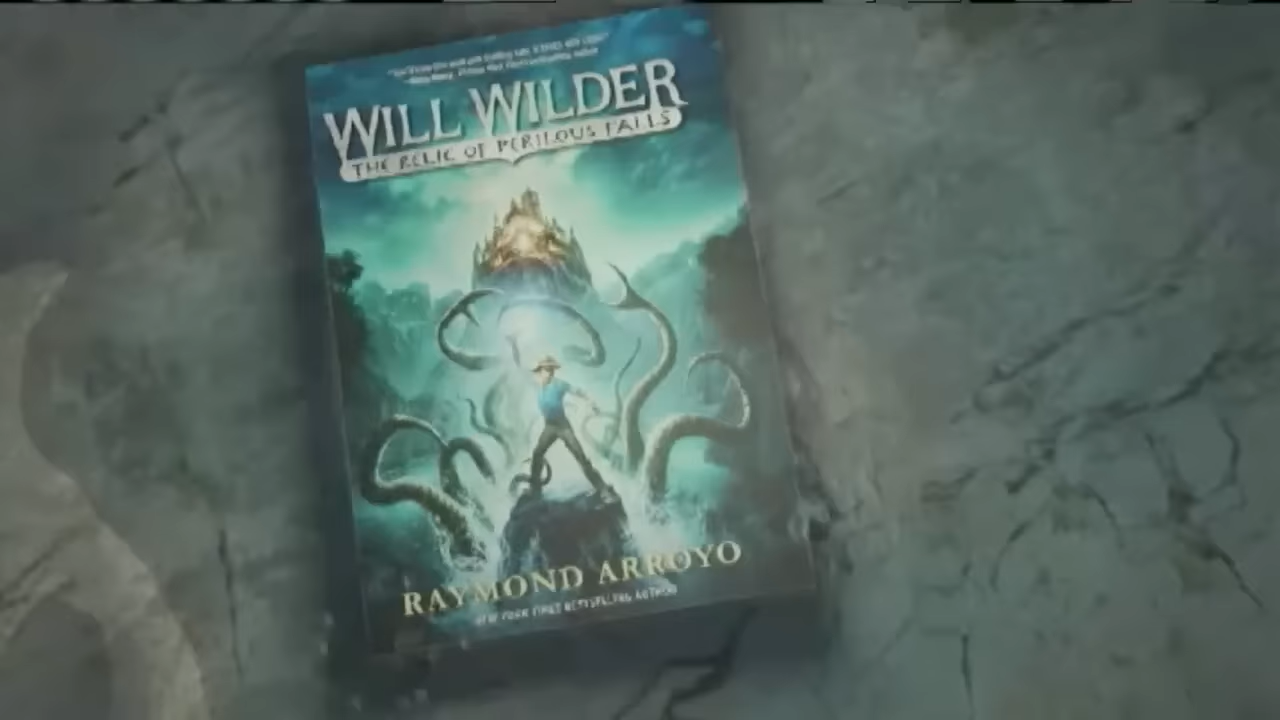 WILL WILDER
THE RELIC OF PERILOUS FALLS
RAYMOND ARROYO
NEW YORK TIMES BESTSELLING AUTHOR